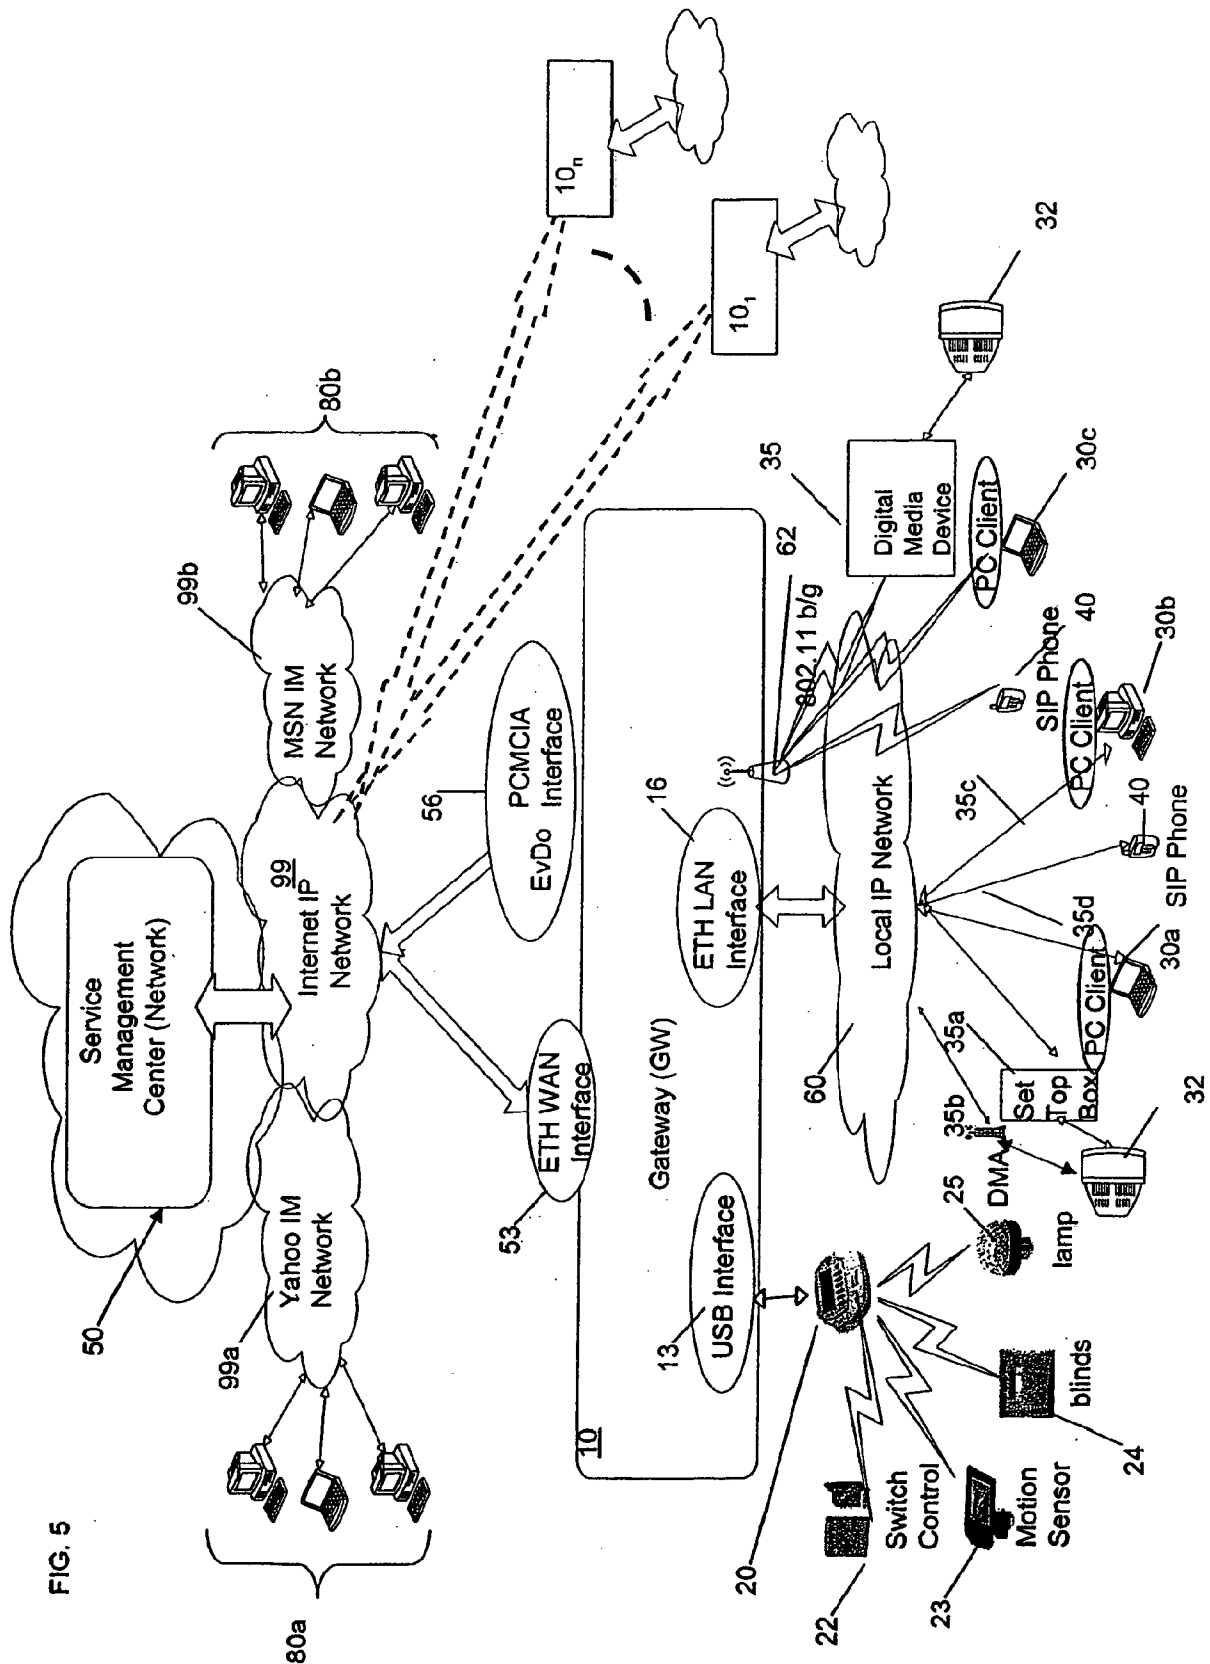 FIG. 5
80a
50
Service
Management
Center (Network)
99a
Yahoo IM
Network
99
Internet IP
Network
99b
MSN IM
Network
80b
53
ETH WAN
Interface
56
PCMCIA
EvDo Interface
10
Gateway (GW)
13
USB Interface
16
ETH LAN
Interface
10n
101
62
802.11 b/g
60
Local IP Network
35
Digital
Media
Device
32
20
22
Switch
Control
23
Motion
Sensor
24
blinds
25
lamp
DMA
35b
35a
Set
Top
Box
32
PC Client
30a
35d
SIP Phone
40
35c
PC Client
30b
SIP Phone
40
PC Client
30c